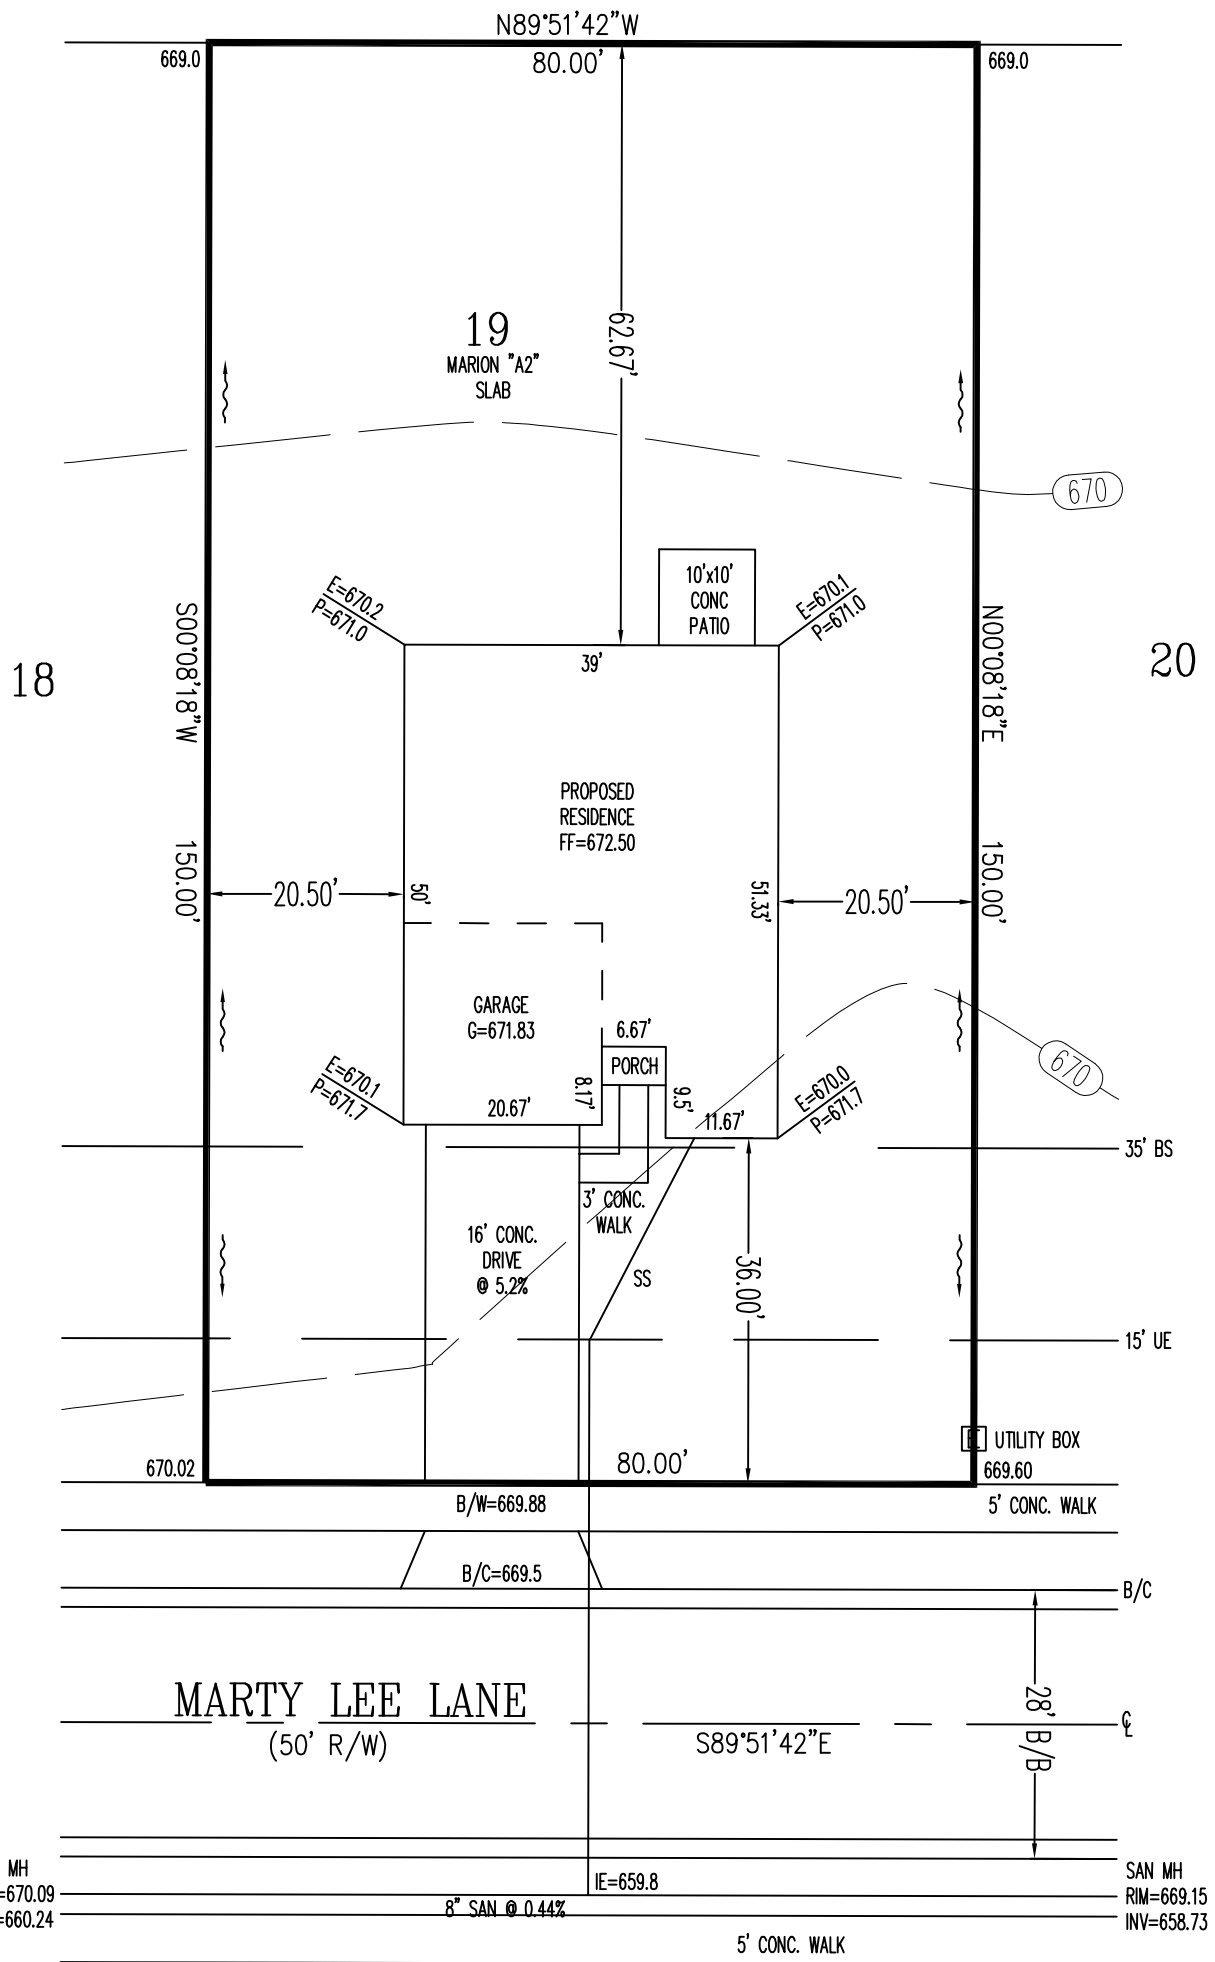 N89°51'42"W
669.0
80.00'
669.0
62.67'
19
MARION "A2"
SLAB
670
10'x10'
CONC
PATIO
E=670.2
P=671.0
E=670.1
P=671.0
39'
S00°08'18"W
N00°08'18"E
18
20
PROPOSED
RESIDENCE
FF=672.50
150.00'
20.50'
50'
51.33'
20.50'
150.00'
GARAGE
G=671.83
6.67'
PORCH
670
E=670.1
P=671.7
20.67'
8.17'
9.5'
11.67'
E=670.0
P=671.7
35' BS
3' CONC.
WALK
16' CONC.
DRIVE
@ 5.2%
SS
36.00'
15' UE
E UTILITY BOX
670.02
80.00'
669.60
B/W=669.88
5' CONC. WALK
B/C=669.5
B/C
MARTY LEE LANE
(50' R/W)
S89°51'42"E
28' B/B
CL
MH
=670.09
=660.24
IE=659.8
8" SAN @ 0.44%
SAN MH
RIM=669.15
INV=658.73
5' CONC. WALK